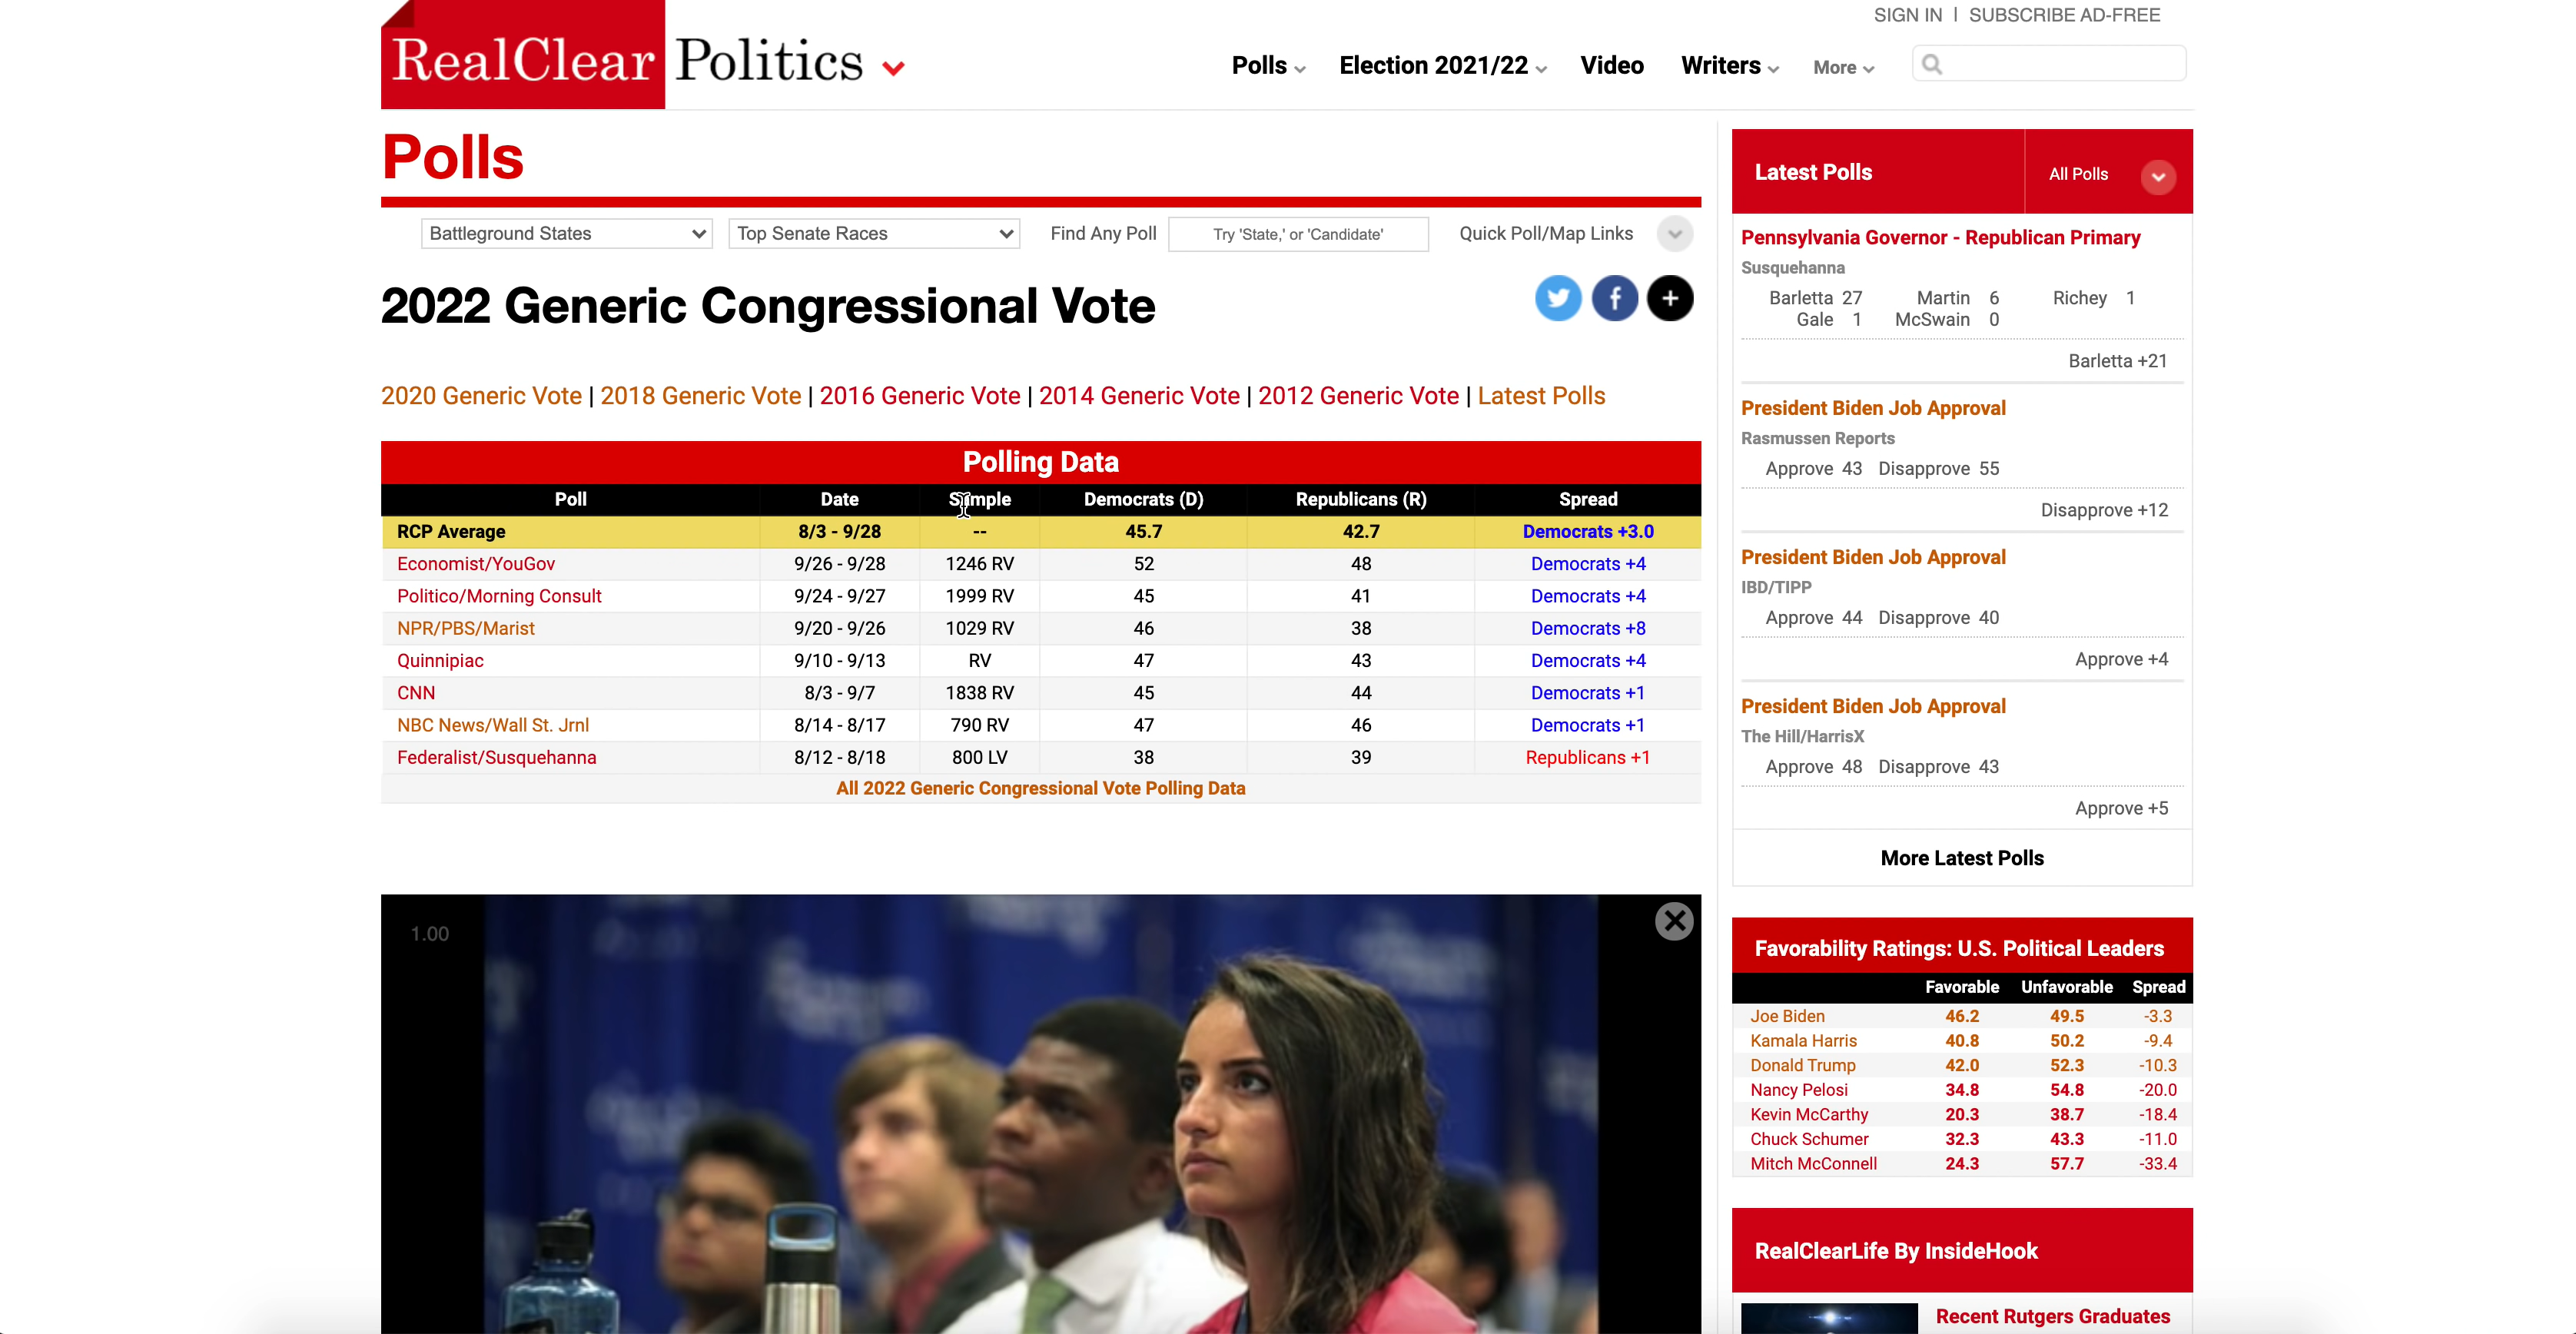 SIGN IN | SUBSCRIBE AD-FREE
RealClear Politics
Polls Election 2021/22 Video Writers More
Polls
Battleground States Top Senate Races Find Any Poll Try 'State,' or 'Candidate' Quick Poll/Map Links
2022 Generic Congressional Vote
2020 Generic Vote | 2018 Generic Vote | 2016 Generic Vote | 2014 Generic Vote | 2012 Generic Vote | Latest Polls
Polling Data
Poll Date Sample Democrats (D) Republicans (R) Spread
RCP Average 8/3 - 9/28 -- 45.7 42.7 Democrats +3.0
Economist/YouGov 9/26 - 9/28 1246 RV 52 48 Democrats +4
Politico/Morning Consult 9/24 - 9/27 1999 RV 45 41 Democrats +4
NPR/PBS/Marist 9/20 - 9/26 1029 RV 46 38 Democrats +8
Quinnipiac 9/10 - 9/13 RV 47 43 Democrats +4
CNN 8/3 - 9/7 1838 RV 45 44 Democrats +1
NBC News/Wall St. Jrnl 8/14 - 8/17 790 RV 47 46 Democrats +1
Federalist/Susquehanna 8/12 - 8/18 800 LV 38 39 Republicans +1
All 2022 Generic Congressional Vote Polling Data
1.00
Latest Polls All Polls
Pennsylvania Governor - Republican Primary
Susquehanna
Barletta 27 Martin 6 Richey 1
Gale 1 McSwain 0
Barletta +21
President Biden Job Approval
Rasmussen Reports
Approve 43 Disapprove 55
Disapprove +12
President Biden Job Approval
IBD/TIPP
Approve 44 Disapprove 40
Approve +4
President Biden Job Approval
The Hill/HarrisX
Approve 48 Disapprove 43
Approve +5
More Latest Polls
Favorability Ratings: U.S. Political Leaders
Favorable Unfavorable Spread
Joe Biden 46.2 49.5 -3.3
Kamala Harris 40.8 50.2 -9.4
Donald Trump 42.0 52.3 -10.3
Nancy Pelosi 34.8 54.8 -20.0
Kevin McCarthy 20.3 38.7 -18.4
Chuck Schumer 32.3 43.3 -11.0
Mitch McConnell 24.3 57.7 -33.4
RealClearLife By InsideHook
Recent Rutgers Graduates